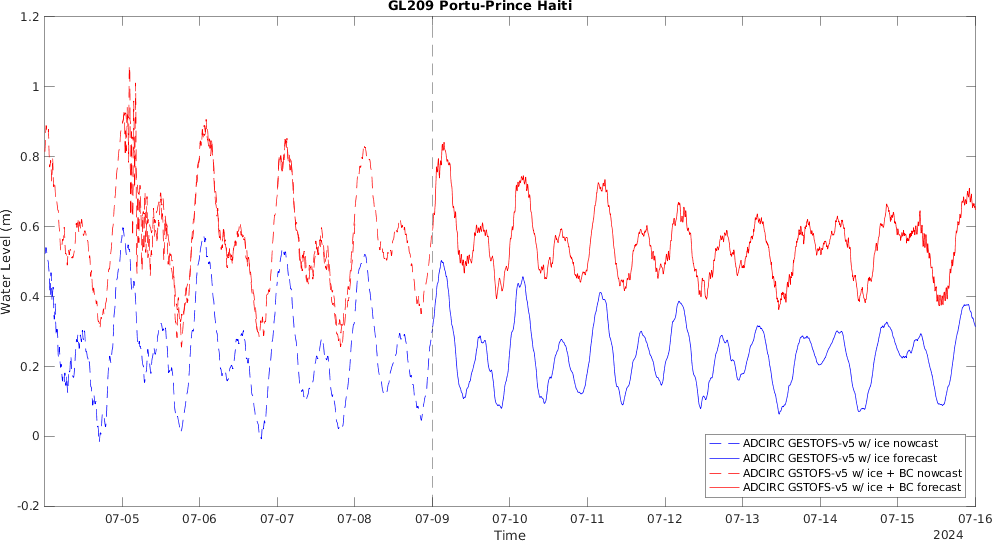 GL209 Portu-Prince Haiti
1.2
1
0.8
0.6
0.4
0.2
0
-0.2
Water Level (m)
07-05 07-06 07-07 07-08 07-09 07-10 07-11 07-12 07-13 07-14 07-15 07-16
Time
2024
ADCIRC GESTOFS-v5 w/ ice nowcast
ADCIRC GESTOFS-v5 w/ ice forecast
ADCIRC GSTOFS-v5 w/ ice + BC nowcast
ADCIRC GSTOFS-v5 w/ ice + BC forecast